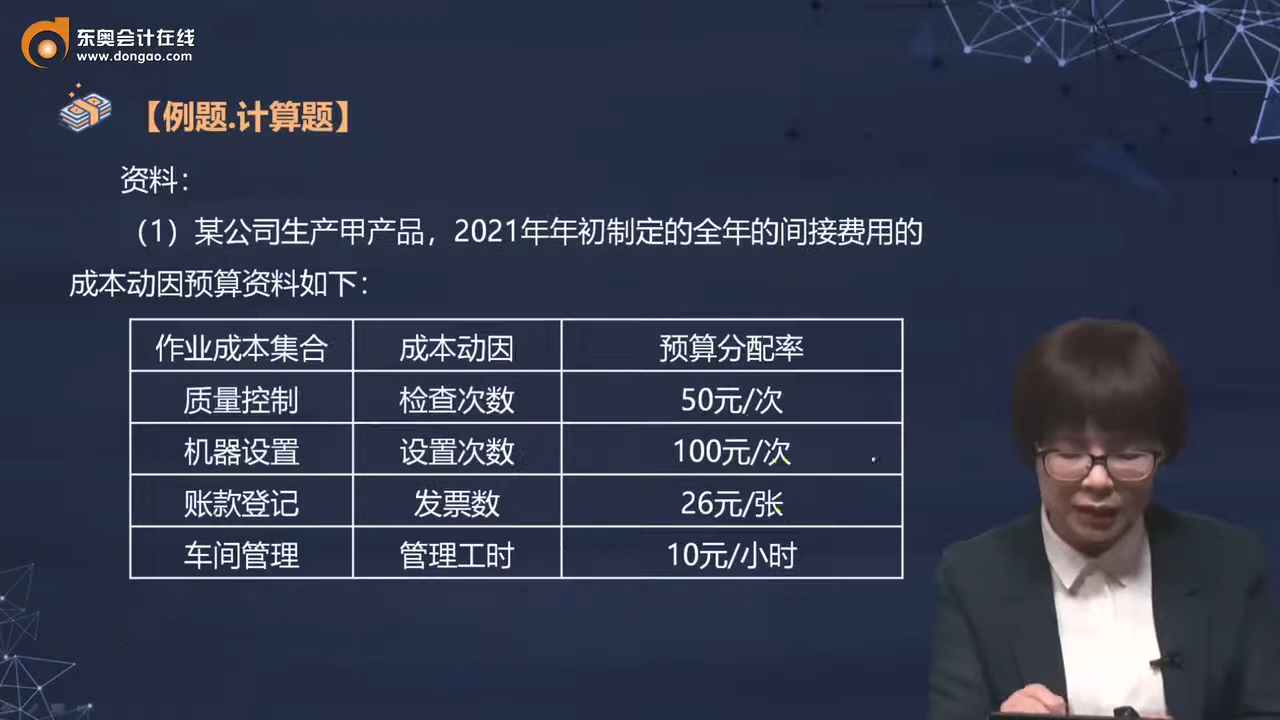 东奥会计在线
www.dongao.com
【例题.计算题】
资料：
（1）某公司生产甲产品，2021年年初制定的全年的间接费用的
成本动因预算资料如下：
作业成本集合 成本动因 预算分配率
质量控制 检查次数 50元/次
机器设置 设置次数 100元/次
账款登记 发票数 26元/张
车间管理 管理工时 10元/小时